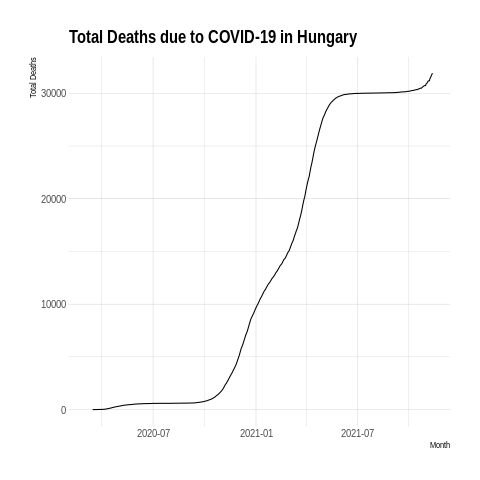 Total Deaths due to COVID-19 in Hungary
Total Deaths
30000
20000
10000
0
2020-07
2021-01
2021-07
Month